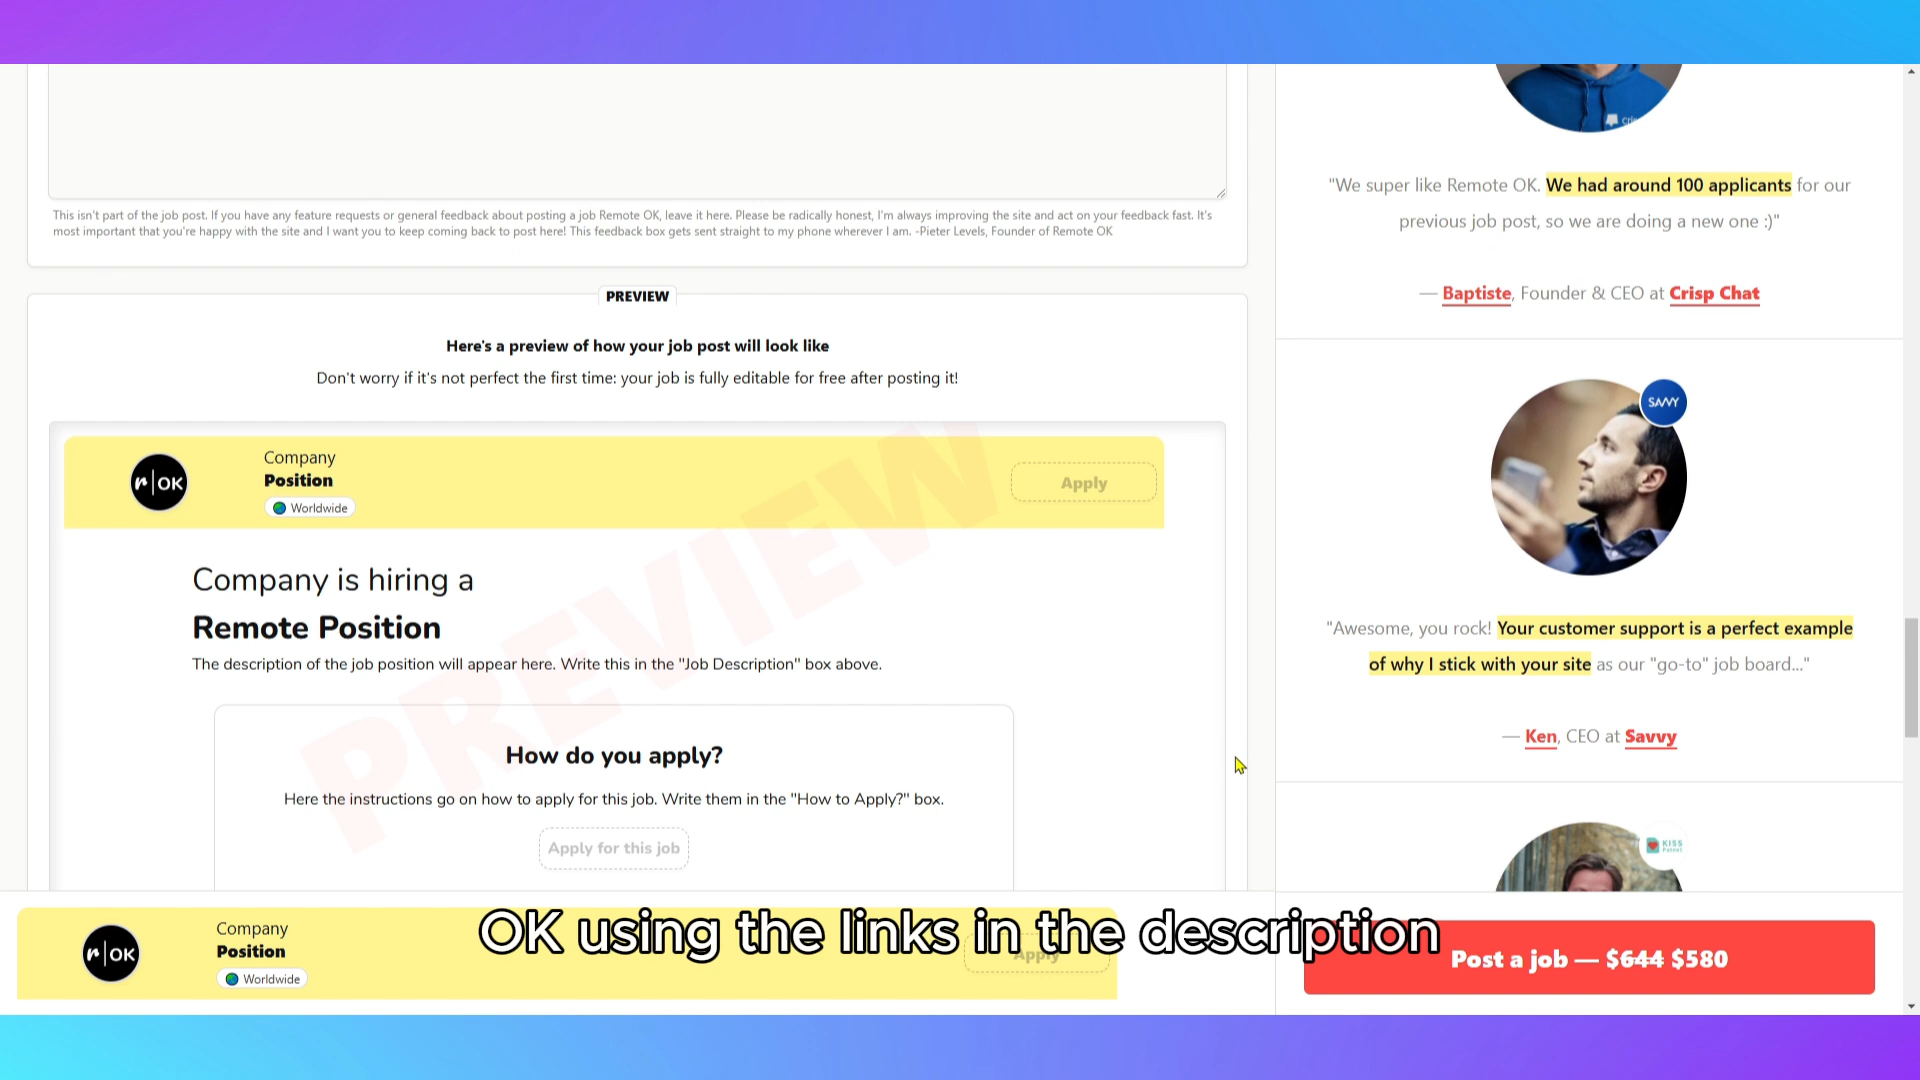 This isn't part of the job post. If you have any feature requests or general feedback about posting a job Remote OK, leave it here. Please be radically honest, I'm always improving the site and act on your feedback fast. It's
most important that you're happy with the site and I want you to keep coming back to post here! This feedback box gets sent straight to my phone wherever I am. -Pieter Levels, Founder of Remote OK
PREVIEW
Here's a preview of how your job post will look like
Don't worry if it's not perfect the first time: your job is fully editable for free after posting it!
r|OK
Company
Position
Worldwide
Apply
PREVIEW
Company is hiring a
Remote Position
The description of the job position will appear here. Write this in the "Job Description" box above.
How do you apply?
Here the instructions go on how to apply for this job. Write them in the "How to Apply?" box.
Apply for this job
r|OK
Company
Position
Worldwide
Apply
OK using the links in the description
"We super like Remote OK. We had around 100 applicants for our
previous job post, so we are doing a new one :)"
— Baptiste, Founder & CEO at Crisp Chat
SAVVY
"Awesome, you rock! Your customer support is a perfect example
of why I stick with your site as our "go-to" job board..."
— Ken, CEO at Savvy
KISS
Post a job — $644 $580